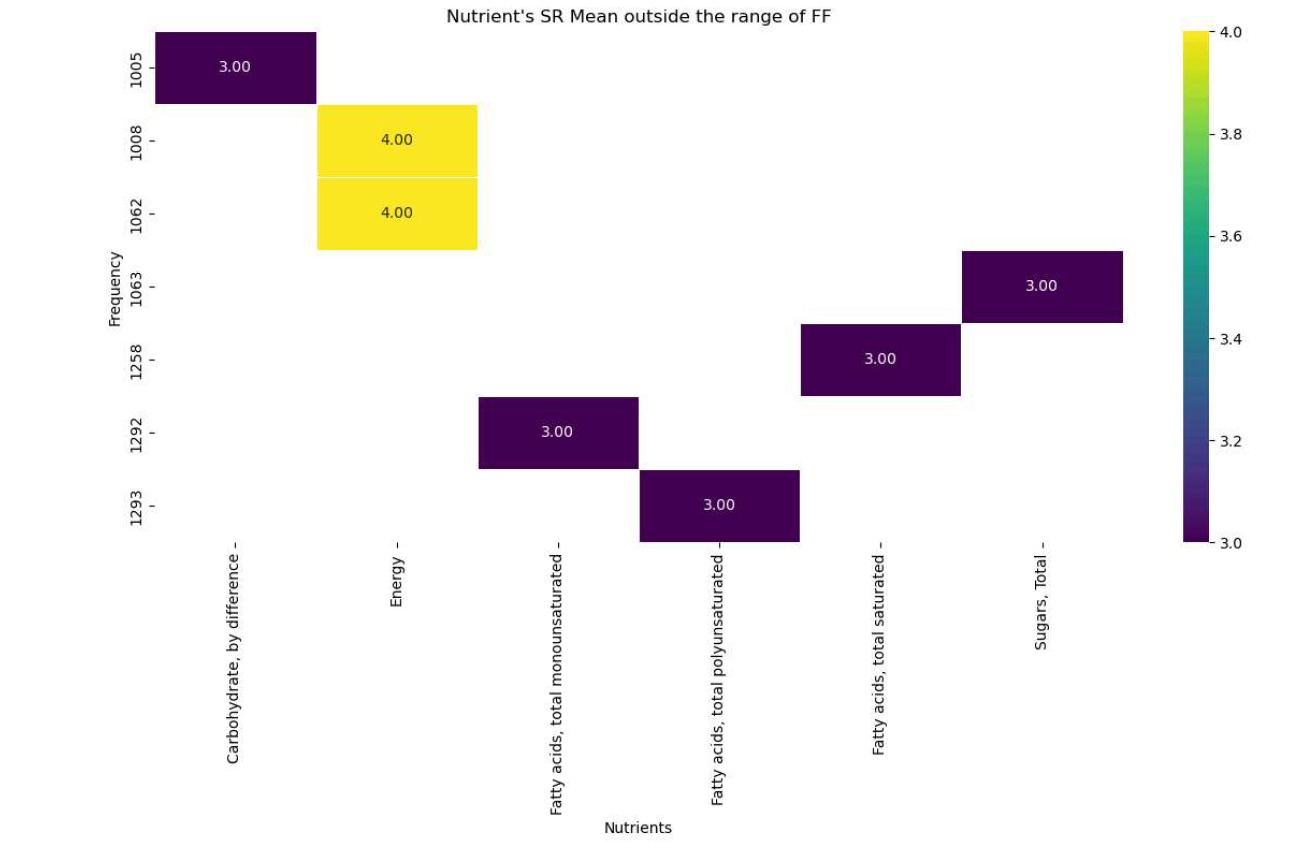 Nutrient's SR Mean outside the range of FF
1005
1008
1062
1063
1258
1292
1293
Frequency
3.00
4.00
4.00
3.00
3.00
3.00
3.00
4.0
3.8
3.6
3.4
3.2
3.0
Carbohydrate, by difference
Energy
Fatty acids, total monounsaturated
Fatty acids, total polyunsaturated
Fatty acids, total saturated
Sugars, Total
Nutrients